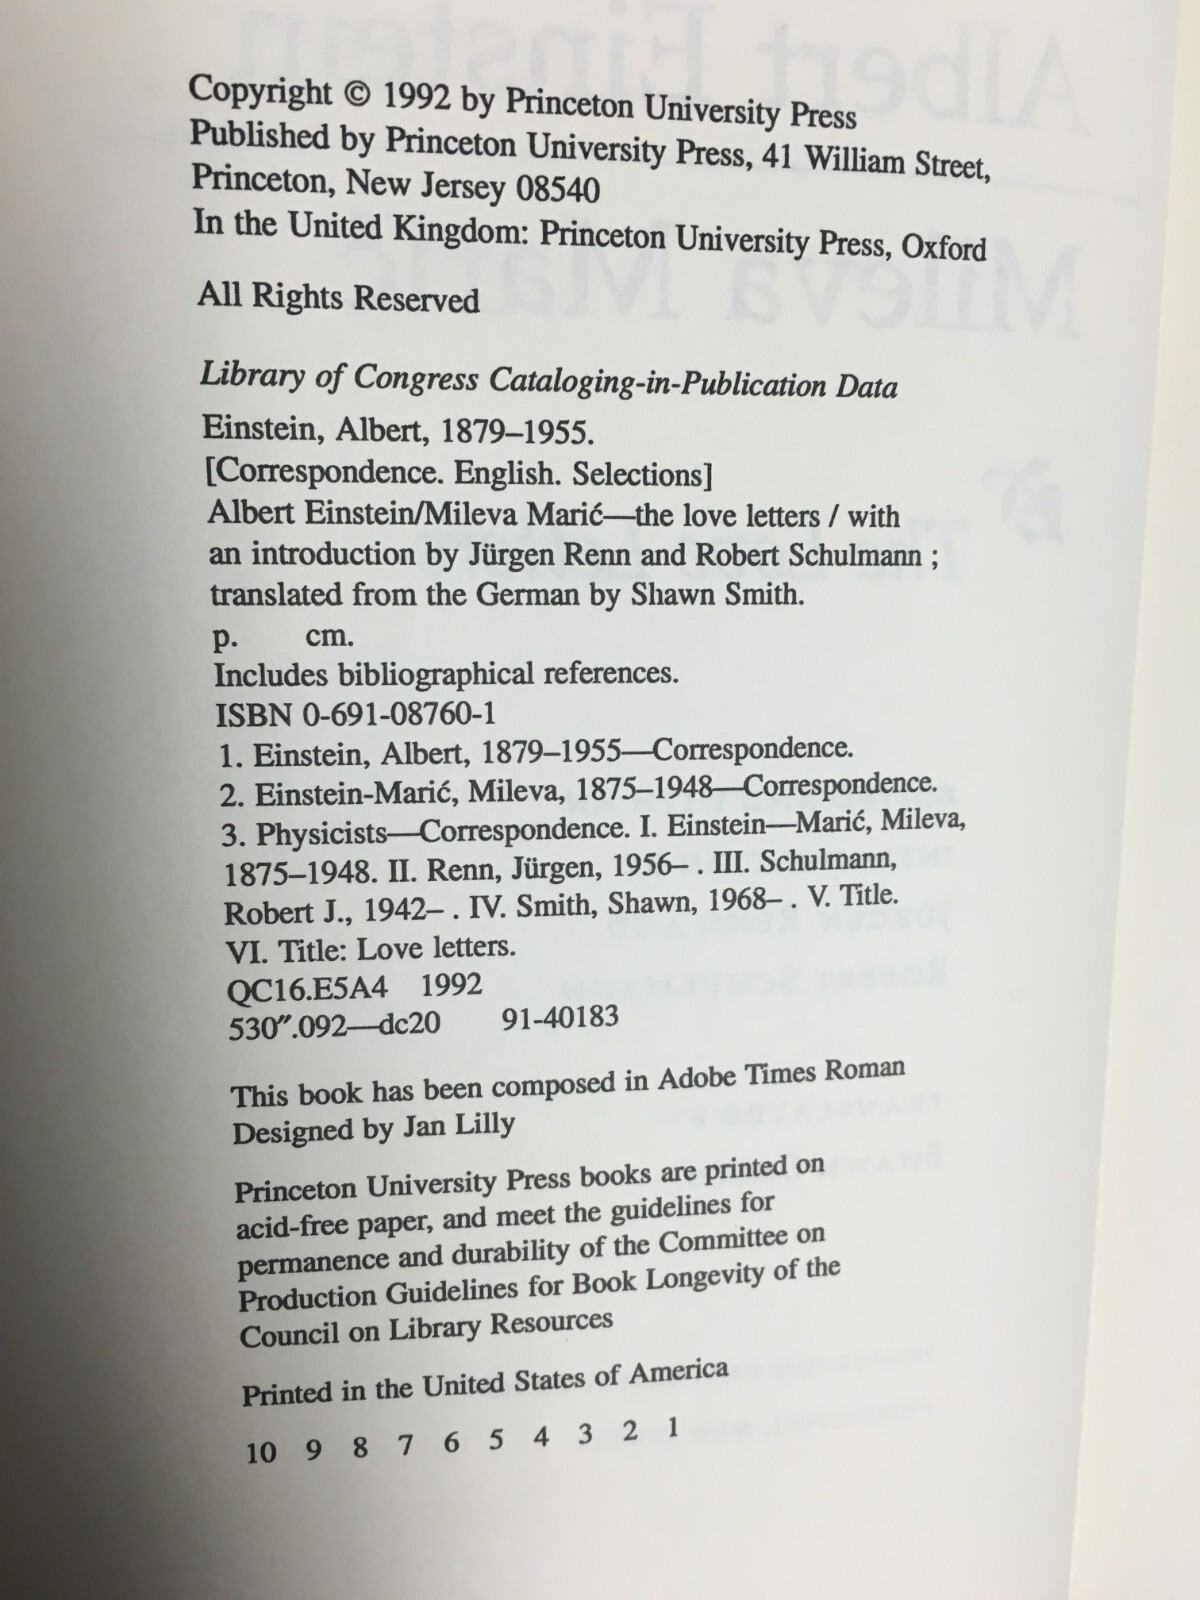 Copyright © 1992 by Princeton University Press
Published by Princeton University Press, 41 William Street,
Princeton, New Jersey 08540
In the United Kingdom: Princeton University Press, Oxford
All Rights Reserved
Library of Congress Cataloging-in-Publication Data
Einstein, Albert, 1879–1955.
[Correspondence. English. Selections]
Albert Einstein/Mileva Marić—the love letters / with
an introduction by Jürgen Renn and Robert Schulmann ;
translated from the German by Shawn Smith.
p. cm.
Includes bibliographical references.
ISBN 0-691-08760-1
1. Einstein, Albert, 1879–1955—Correspondence.
2. Einstein-Marić, Mileva, 1875–1948—Correspondence.
3. Physicists—Correspondence. I. Einstein—Marić, Mileva,
1875–1948. II. Renn, Jürgen, 1956– . III. Schulmann,
Robert J., 1942– . IV. Smith, Shawn, 1968– . V. Title.
VI. Title: Love letters.
QC16.E5A4 1992
530″.092—dc20 91-40183
This book has been composed in Adobe Times Roman
Designed by Jan Lilly
Princeton University Press books are printed on
acid-free paper, and meet the guidelines for
permanence and durability of the Committee on
Production Guidelines for Book Longevity of the
Council on Library Resources
Printed in the United States of America
10 9 8 7 6 5 4 3 2 1